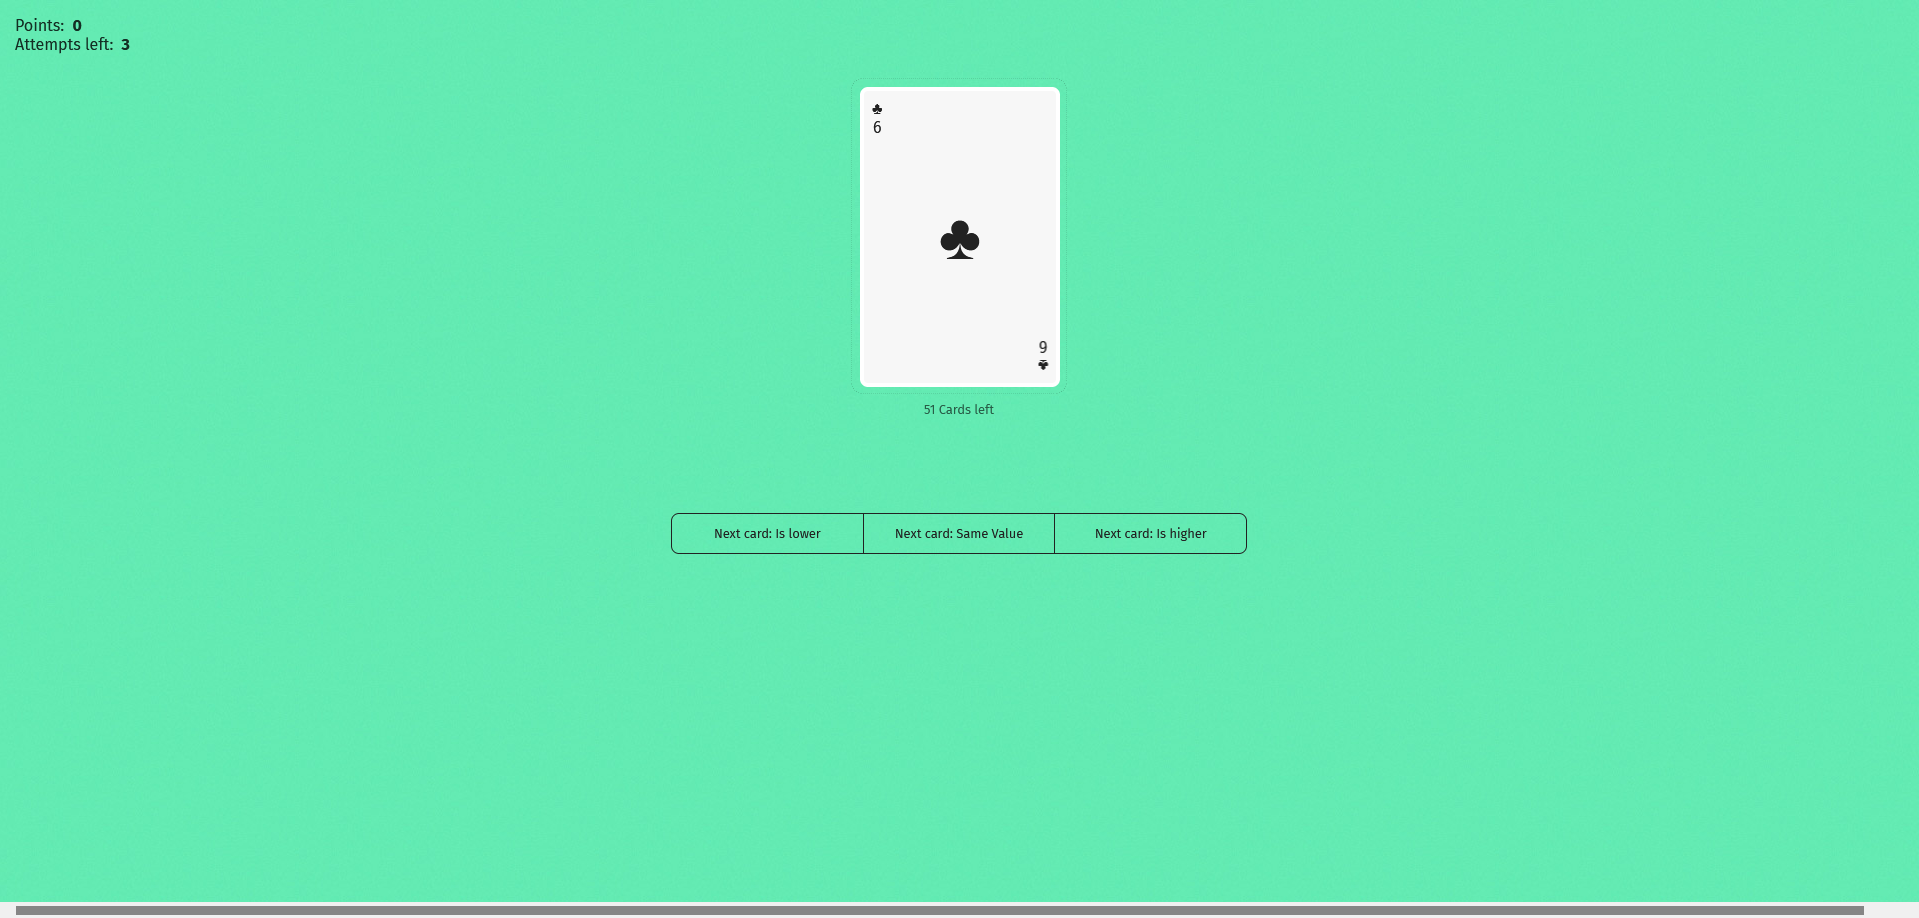 Points: 0
Attempts left: 3
♣
6
♣
6
♣
51 Cards left
Next card: Is lower
Next card: Same Value
Next card: Is higher